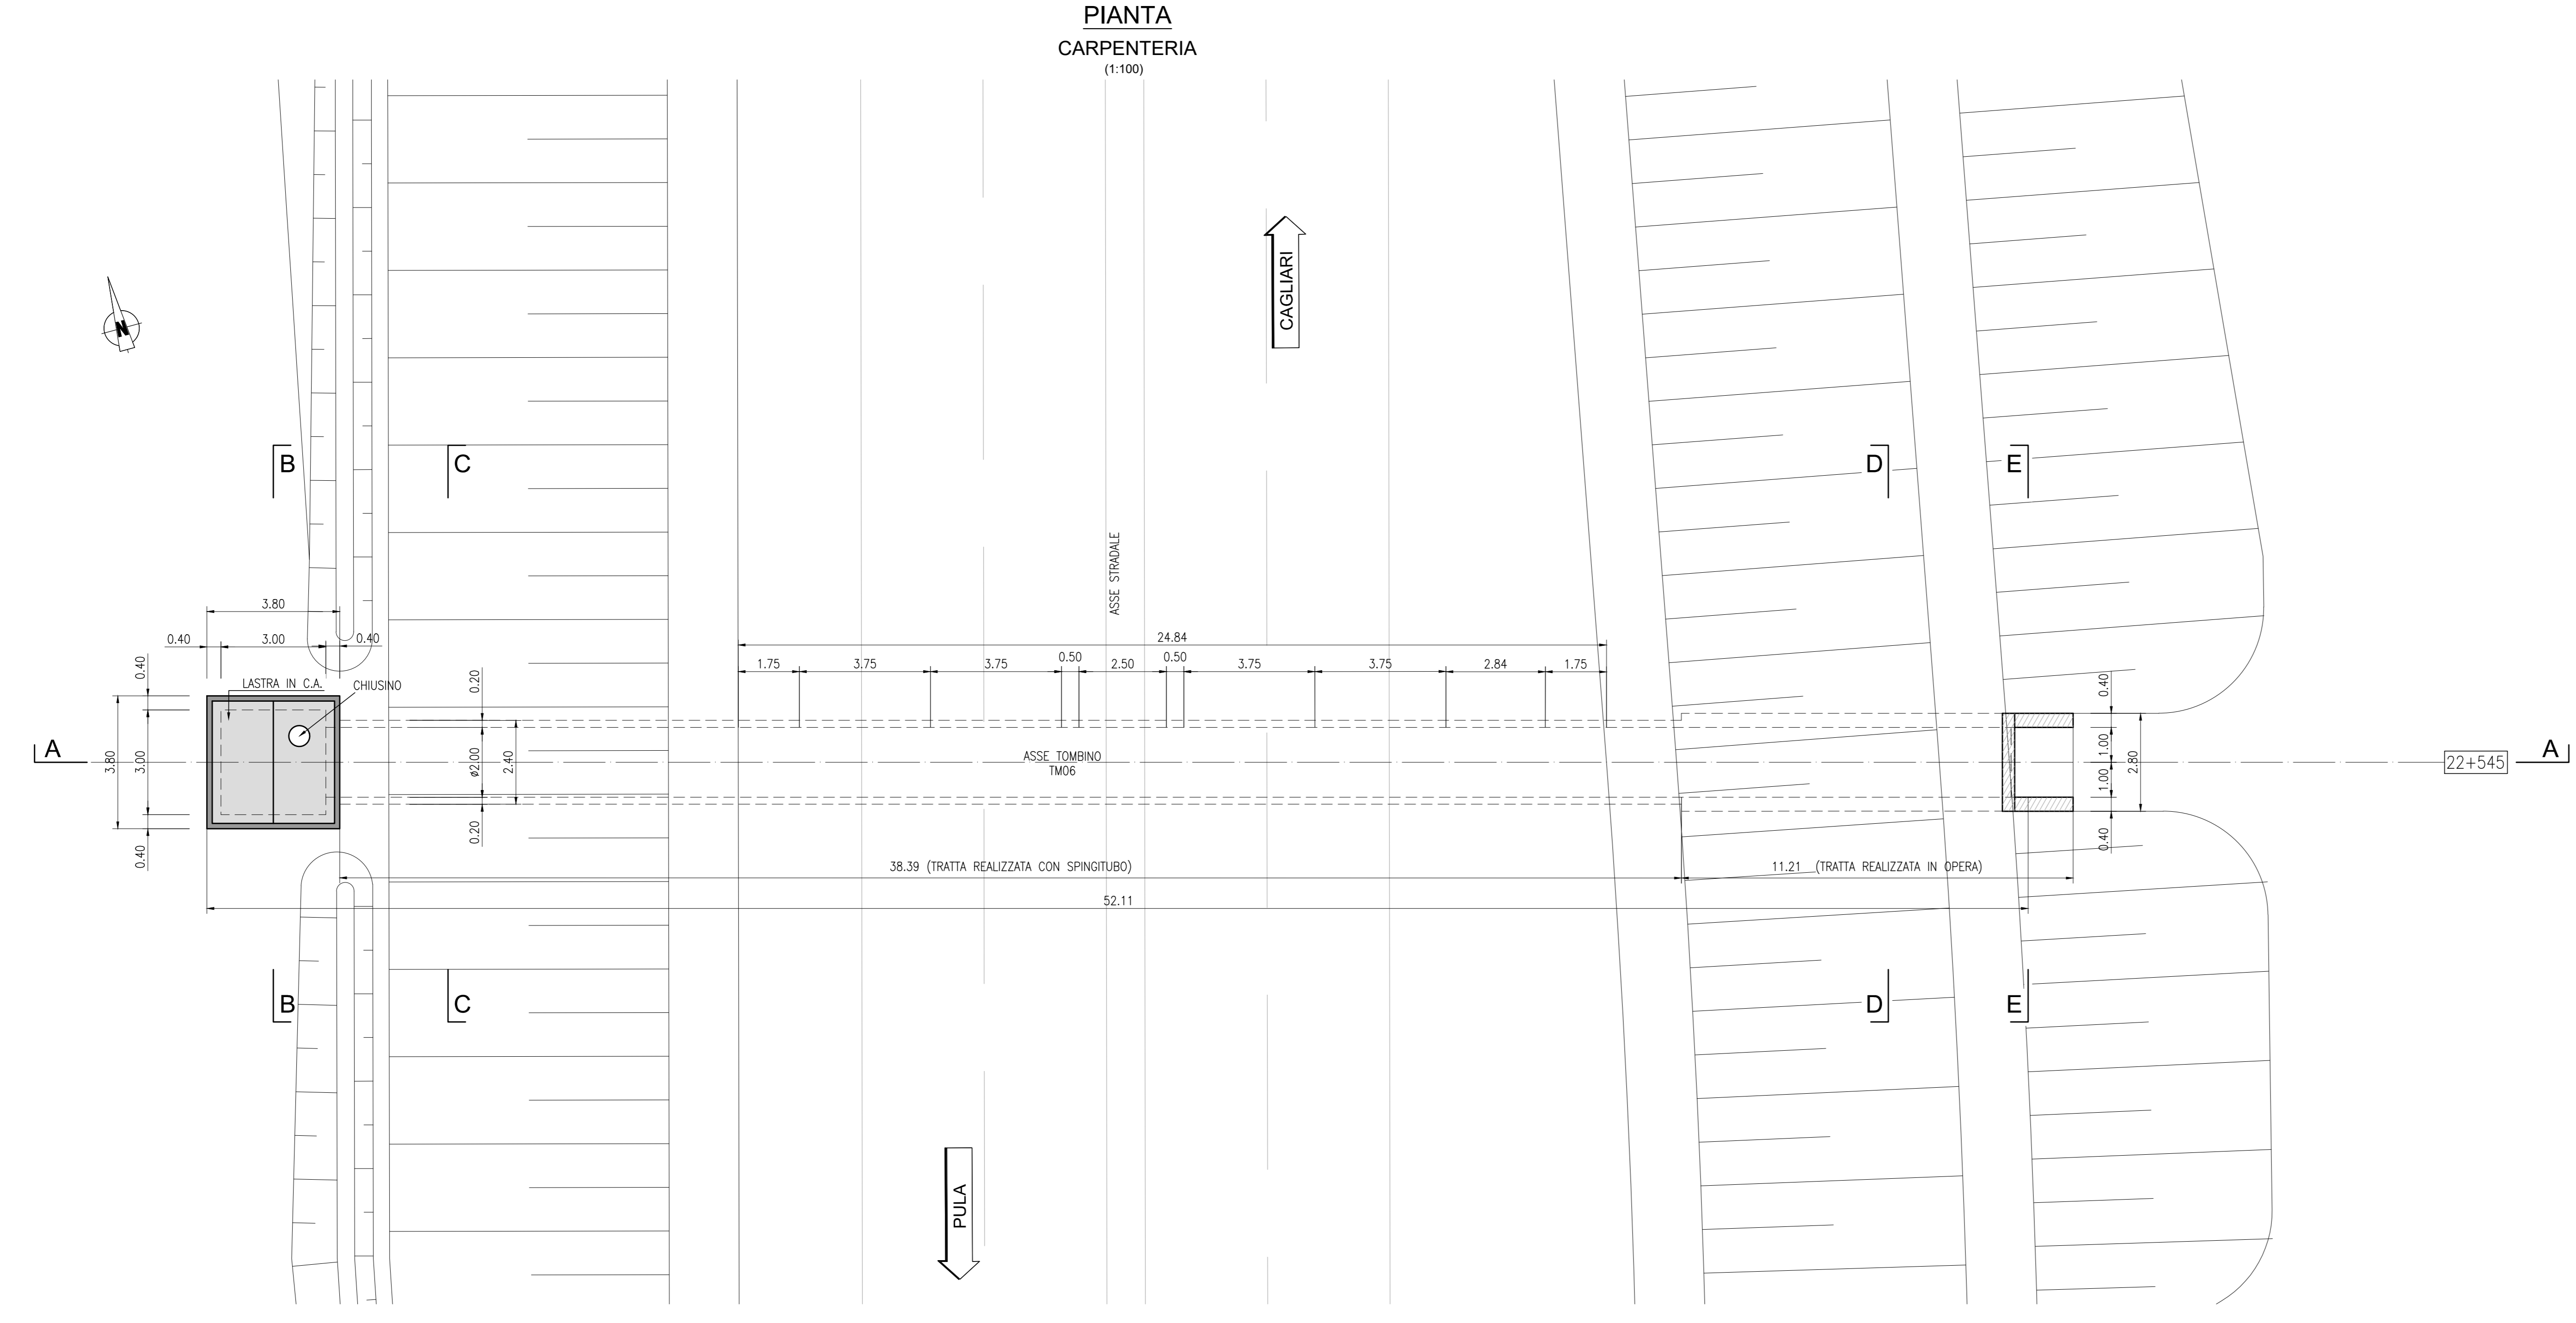 PIANTA
CARPENTERIA
(1:100)
CAGLIARI
N
B
C
D
E
ASSE STRADALE
3.80
0.40
3.00
0.40
24.84
1.75
3.75
3.75
0.50
2.50
0.50
3.75
3.75
2.84
1.75
0.40
0.20
0.40
LASTRA IN C.A.
CHIUSINO
A
3.80
3.00
ø2.00
2.40
ASSE TOMBINO
TM06
1.00
1.00
2.80
22+545
A
0.40
0.20
0.40
38.39 (TRATTA REALIZZATA CON SPINGITUBO)
11.21 (TRATTA REALIZZATA IN OPERA)
52.11
B
C
D
E
PULA